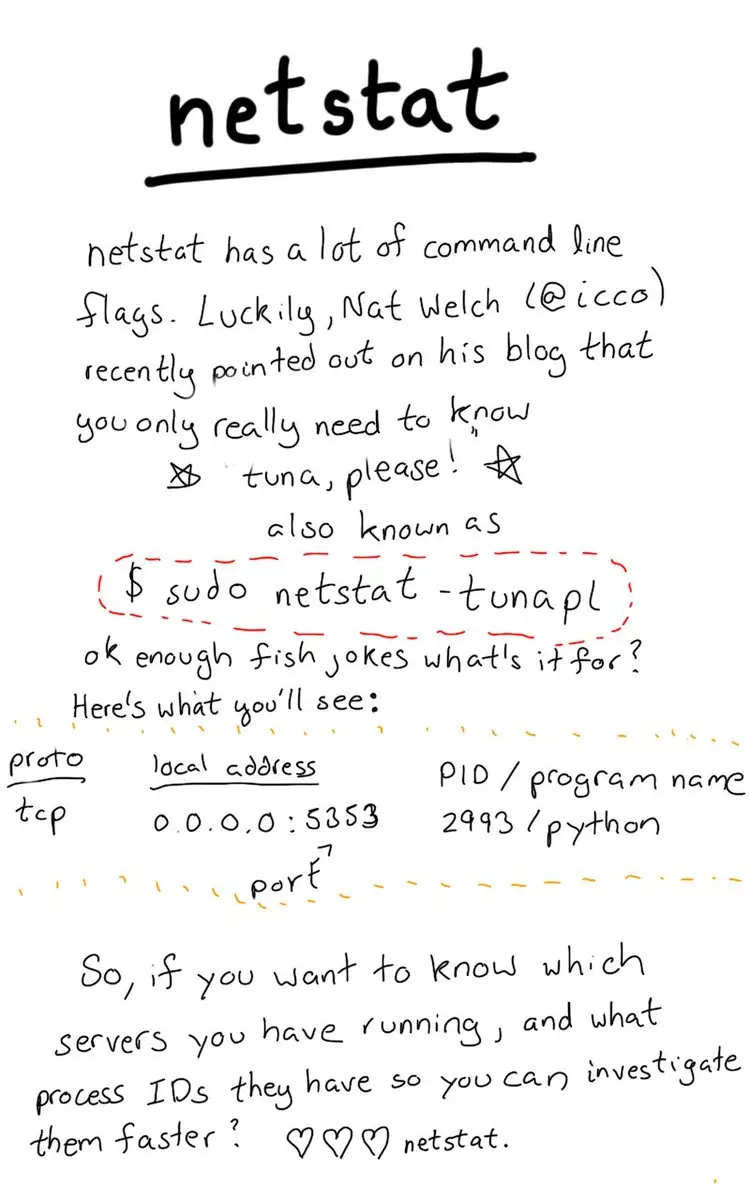 netstat
netstat has a lot of command line
flags. Luckily, Nat Welch (@icco)
recently pointed out on his blog that
you only really need to know
"tuna, please!"
also known as
$ sudo netstat -tunapl
ok enough fish jokes what's it for?
Here's what you'll see:
proto local address PID / program name
tcp 0.0.0.0:5353 2993 / python
port
So, if you want to know which
servers you have running, and what
process IDs they have so you can investigate
them faster? ♡♡♡ netstat.